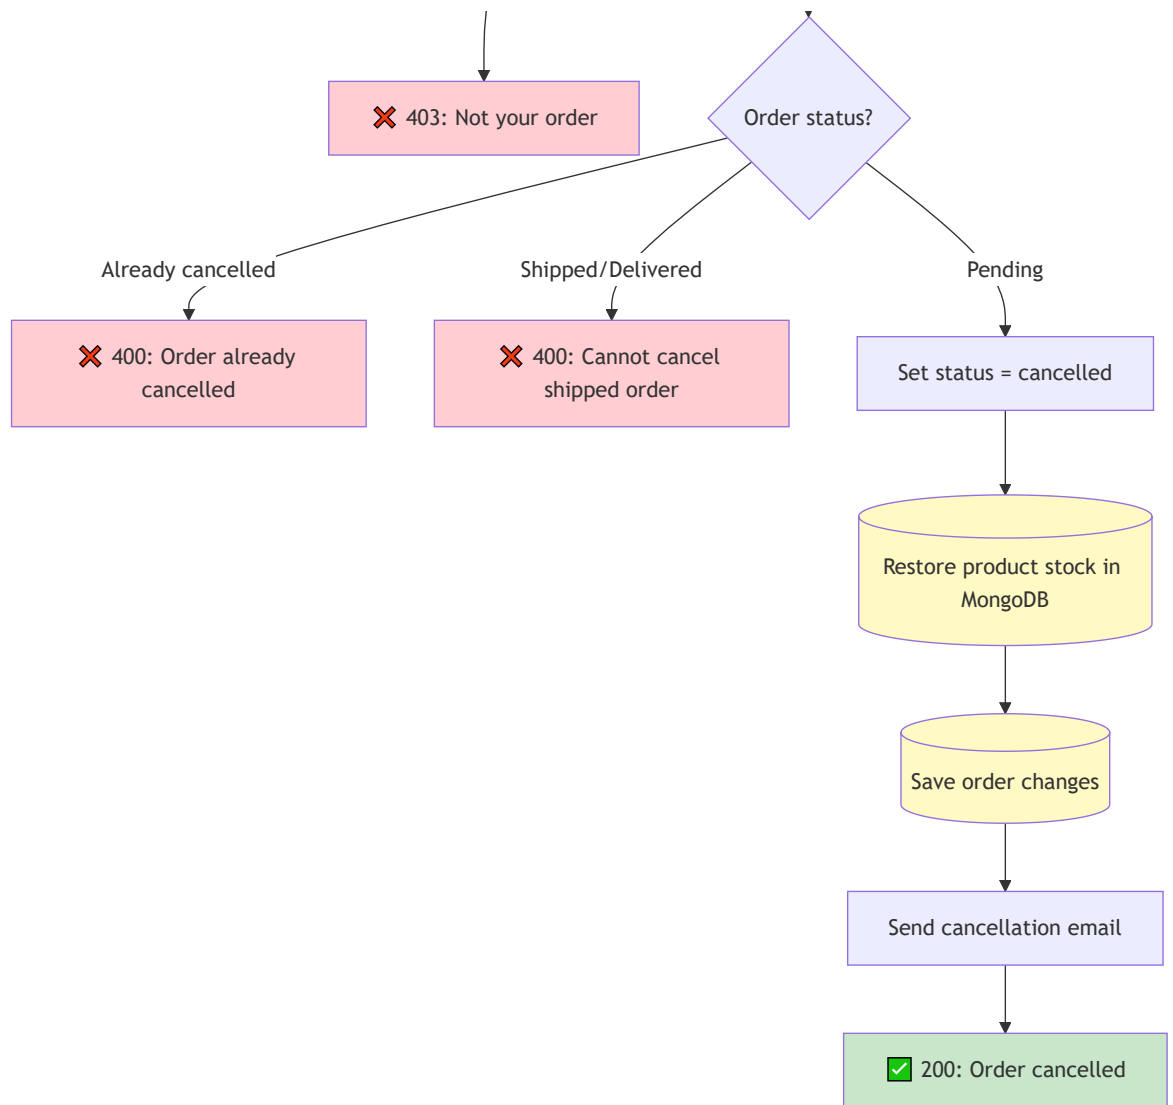 ❌ 403: Not your order
Order status?
Already cancelled
Shipped/Delivered
Pending
❌ 400: Order already
cancelled
❌ 400: Cannot cancel
shipped order
Set status = cancelled
Restore product stock in
MongoDB
Save order changes
Send cancellation email
✅ 200: Order cancelled